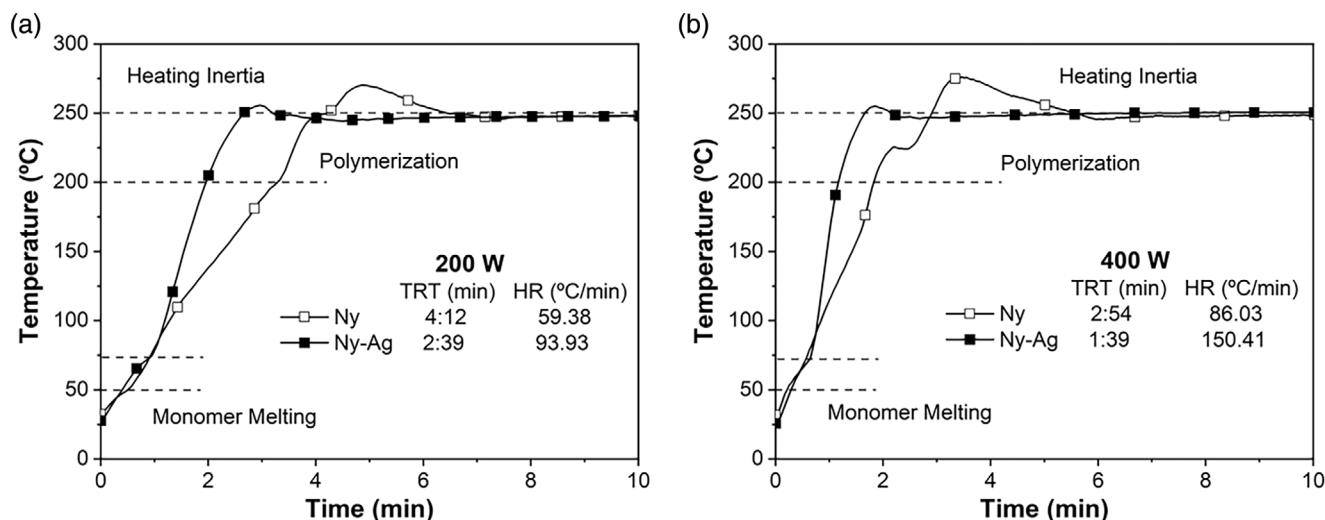 (a)
300
250
200
150
100
50
0
Temperature (ºC)
Heating Inertia
Polymerization
200 W
TRT (min) HR (ºC/min)
Ny 4:12 59.38
Ny-Ag 2:39 93.93
Monomer Melting
0 2 4 6 8 10
Time (min)
(b)
300
250
200
150
100
50
0
Temperature (ºC)
Heating Inertia
Polymerization
400 W
TRT (min) HR (ºC/min)
Ny 2:54 86.03
Ny-Ag 1:39 150.41
Monomer Melting
0 2 4 6 8 10
Time (min)